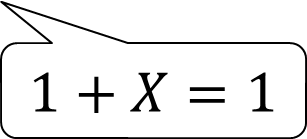 1 + X = 1